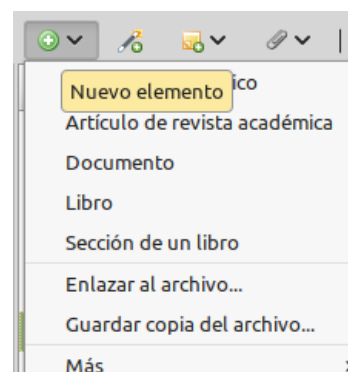 Nuevo elemento
Artículo de revista académica
Documento
Libro
Sección de un libro
Enlazar al archivo...
Guardar copia del archivo...
Más